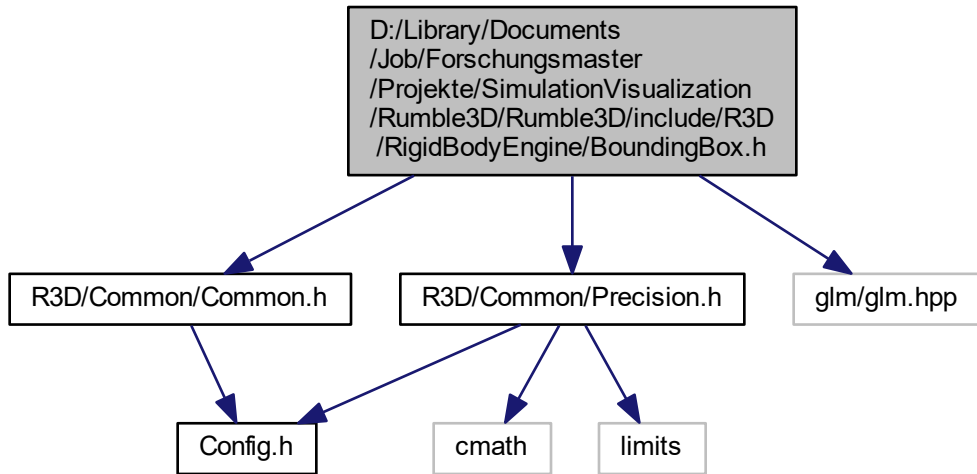 D:/Library/Documents
/Job/Forschungsmaster
/Projekte/SimulationVisualization
/Rumble3D/Rumble3D/include/R3D
/RigidBodyEngine/BoundingBox.h
R3D/Common/Common.h
R3D/Common/Precision.h
glm/glm.hpp
Config.h
cmath
limits